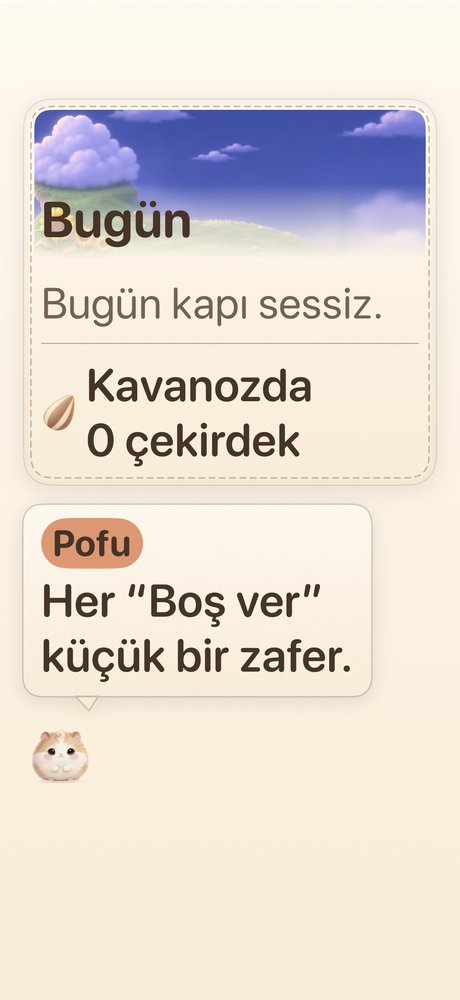 Bugün
Bugün kapı sessiz.
Kavanozda
0 çekirdek
Pofu
Her “Boş ver”
küçük bir zafer.